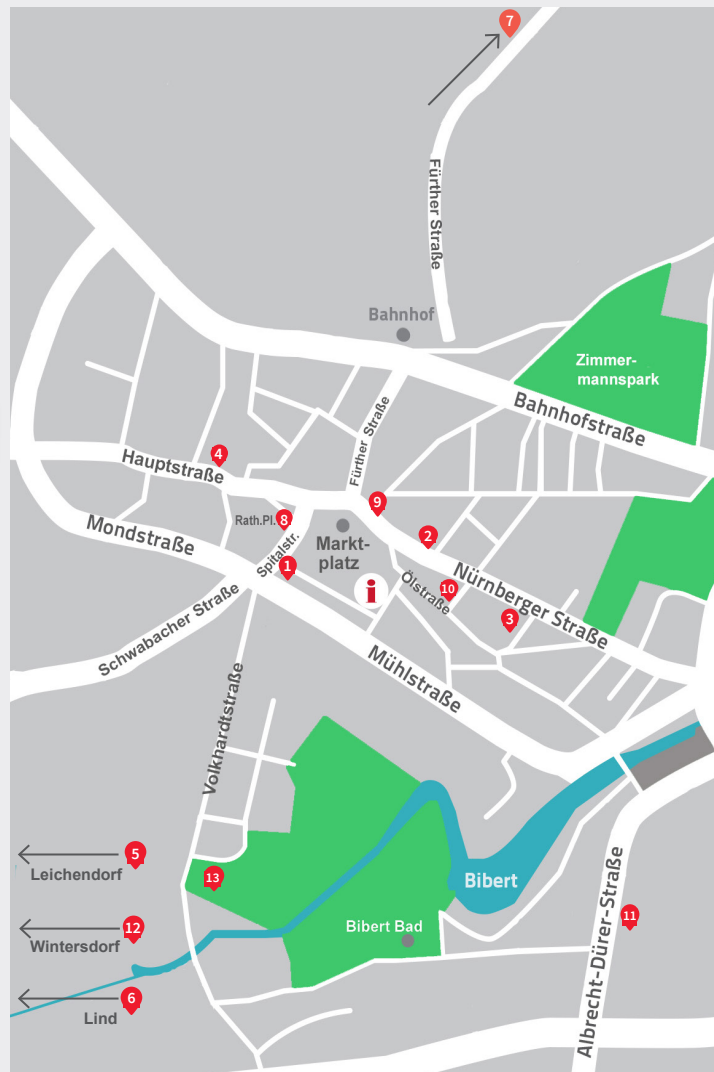 7
Fürther Straße
Bahnhof
Zimmer-
mannspark
Bahnhofstraße
Fürther Straße
4
Hauptstraße
9
Rath.Pl.
8
2
Mondstraße
Markt-
platz
Spitalstr.
1
i
Ölstraße
10
Nürnberger Straße
3
Schwabacher Straße
Mühlstraße
Volkhardtstraße
5
Leichendorf
13
Bibert
12
Wintersdorf
Bibert Bad
11
Albrecht-Dürer-Straße
6
Lind